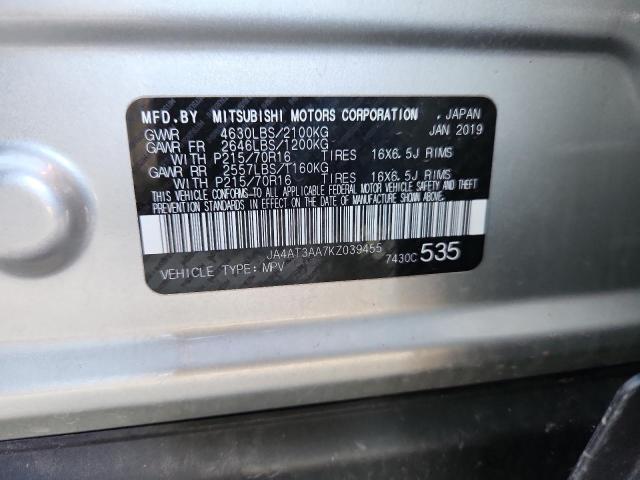 MFD.BY MITSUBISHI MOTORS CORPORATION , JAPAN
GVWR 4630LBS/2100KG JAN 2019
GAWR FR 2646LBS/1200KG
WITH P215/70R16 TIRES 16X6.5J RIMS
GAWR RR 2557LBS/1160KG
WITH P215/70R16 TIRES 16X6.5J RIMS
THIS VEHICLE CONFORMS TO ALL APPLICABLE FEDERAL MOTOR VEHICLE SAFETY AND THEFT
PREVENTION STANDARDS IN EFFECT ON THE DATE OF MANUFACTURE SHOWN ABOVE.
JA4AT3AA7KZ039455
VEHICLE TYPE: MPV 7430C 535